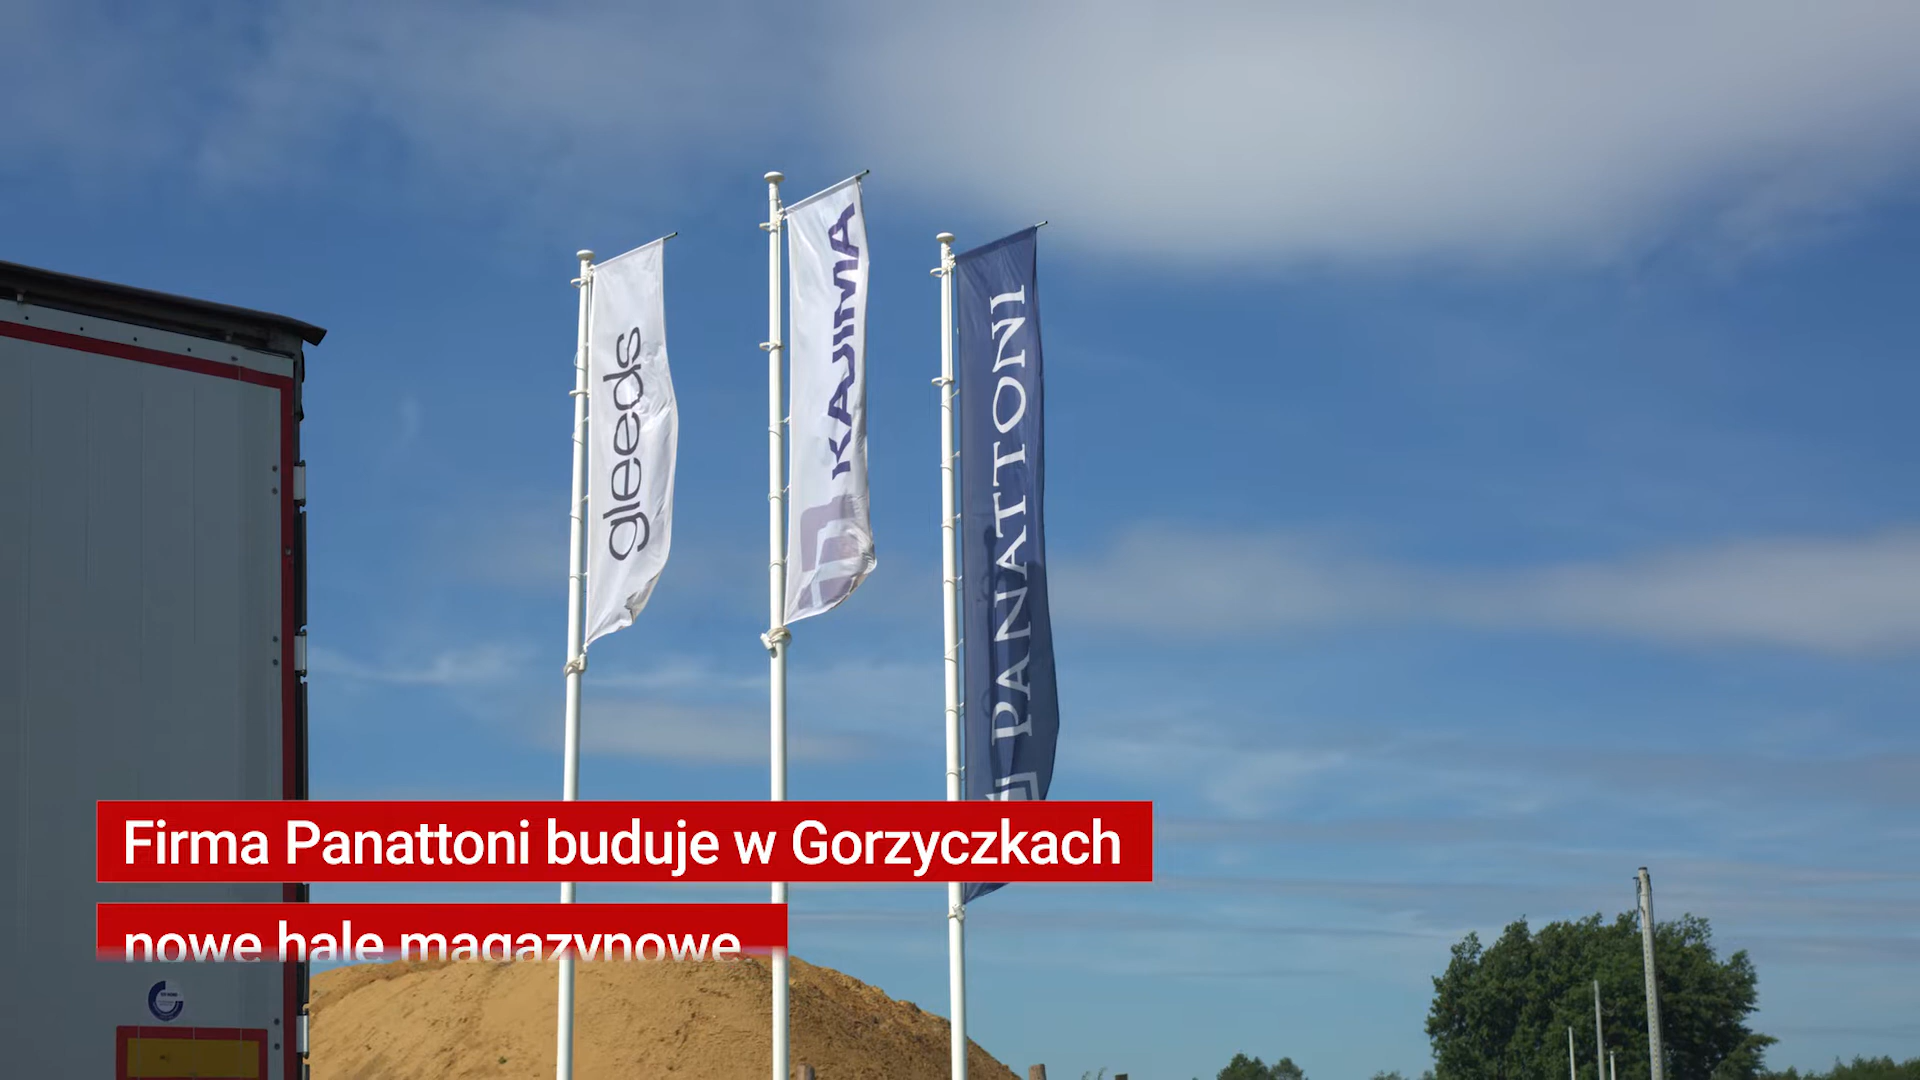 gleeds
KAJIMA
PANATTONI
Firma Panattoni buduje w Gorzyczkach
nowe hale magazynowe